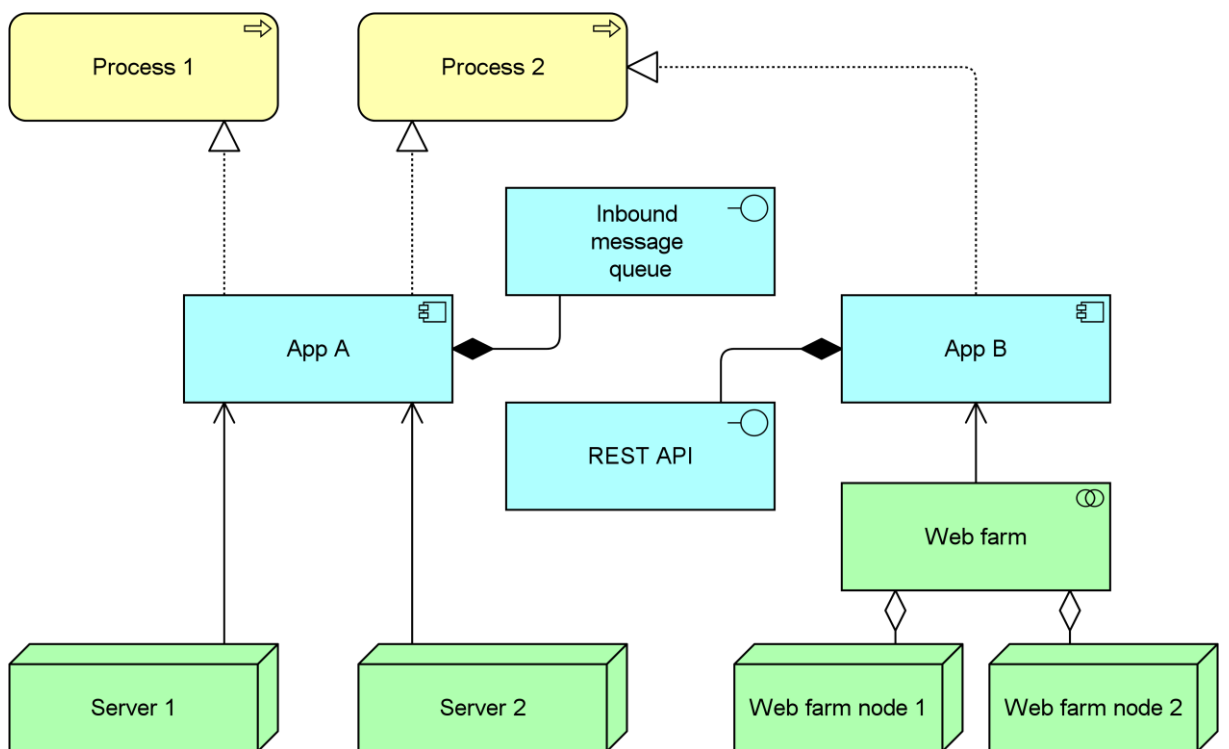 Process 1
Process 2
Inbound
message
queue
App A
App B
REST API
Web farm
Server 1
Server 2
Web farm node 1
Web farm node 2